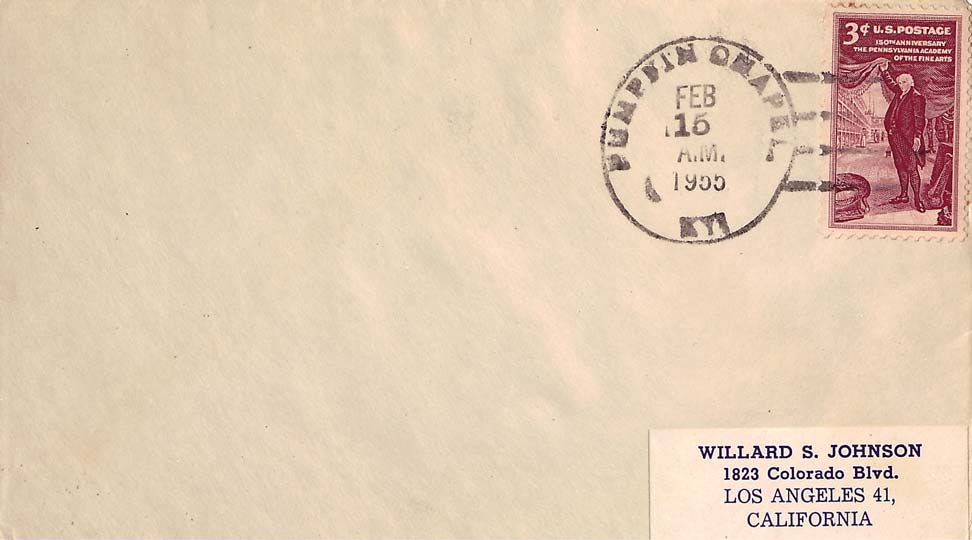 PUMPKIN CHAPEL
FEB
15
A.M.
1955
KY.
3¢ U.S. POSTAGE
150TH ANNIVERSARY
THE PENNSYLVANIA ACADEMY
OF THE FINE ARTS
WILLARD S. JOHNSON
1823 Colorado Blvd.
LOS ANGELES 41,
CALIFORNIA